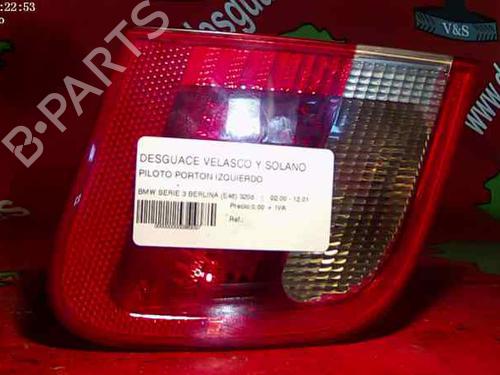 :22:53
V&S
B-PARTS
DESGUACE VELASCO Y SOLANO
PILOTO PORTON IZQUIERDO
BMW SERIE 3 BERLINA (E46) 320d | 02.00 - 12.01
Precio:0,00 + IVA
Ref.: